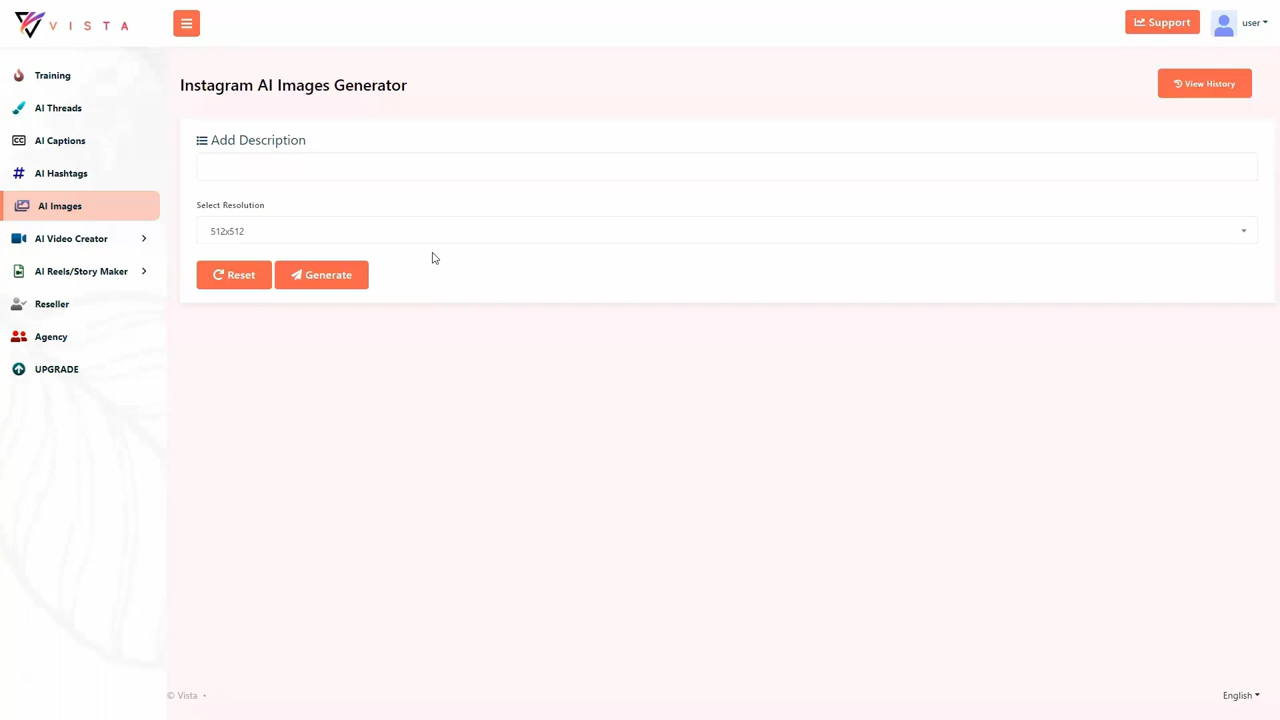 VISTA
Support
user
Training
AI Threads
AI Captions
AI Hashtags
AI Images
AI Video Creator
AI Reels/Story Maker
Reseller
Agency
UPGRADE
Instagram AI Images Generator
View History
Add Description
Select Resolution
512x512
Reset
Generate
© Vista •
English